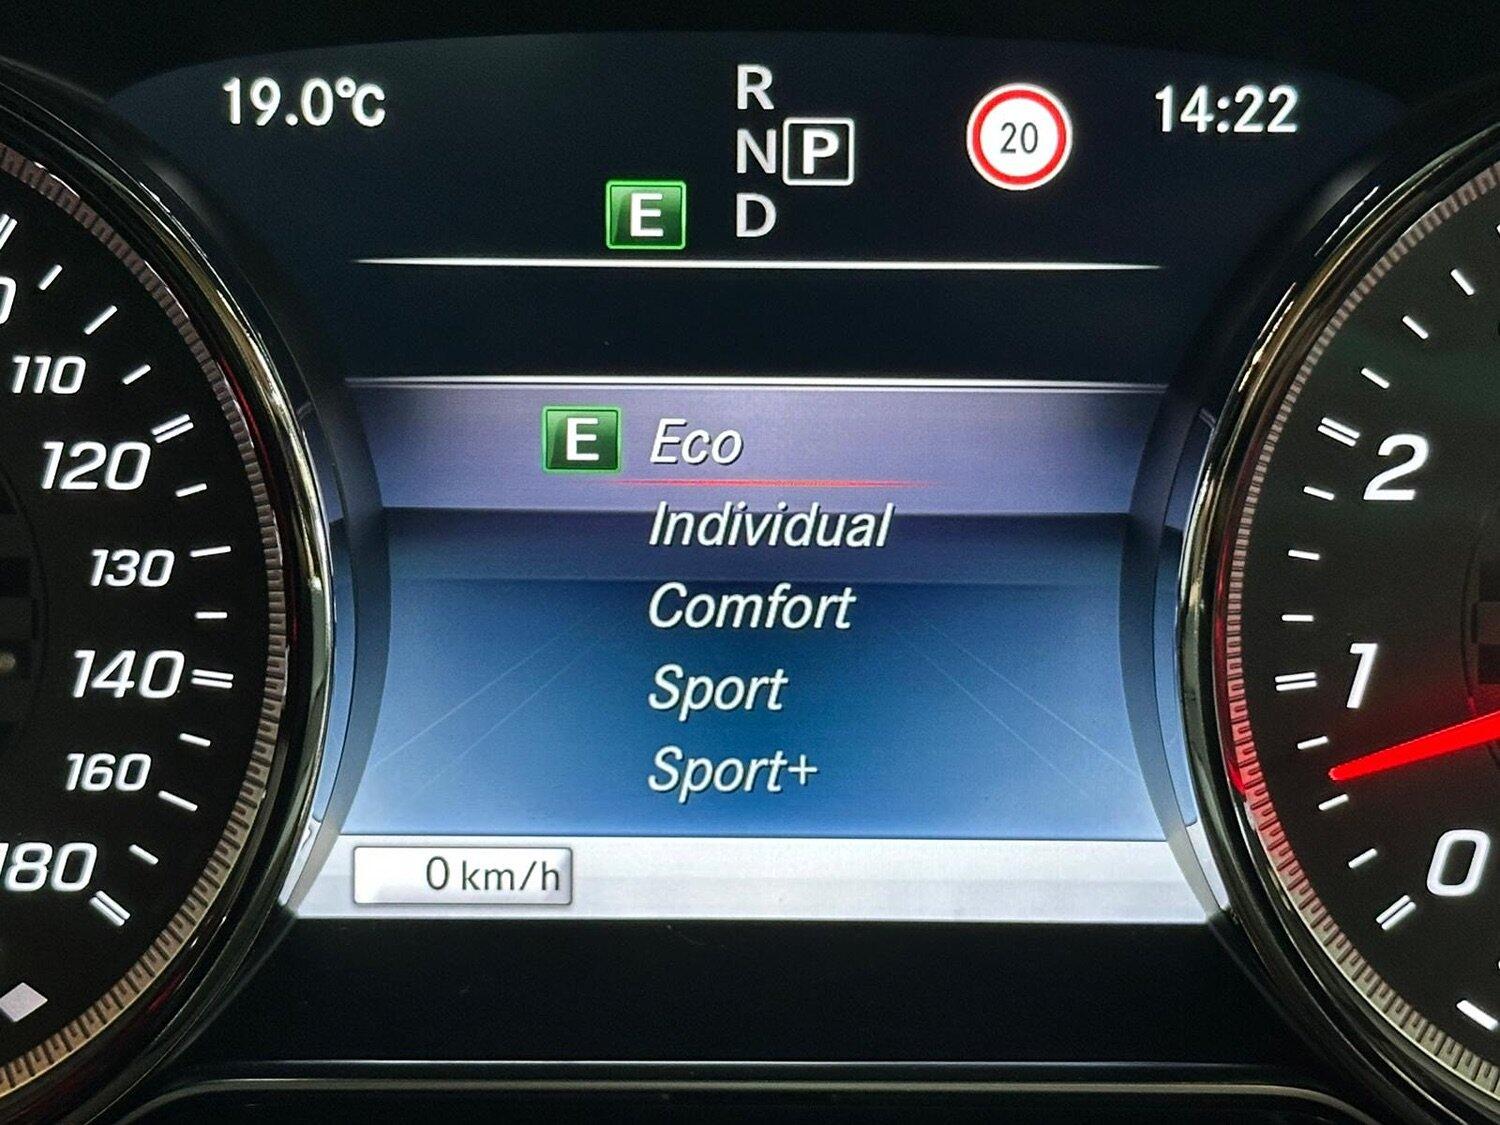 19.0°C
R
N P
E D
20
14:22
E Eco
Individual
Comfort
Sport
Sport+
0 km/h
110
120
130
140
160
180
2
1
0